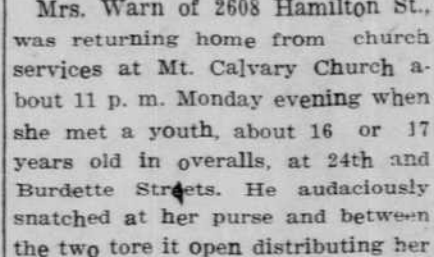 Mrs. Warn of 2608 Hamilton St.,
was returning home from church
services at Mt. Calvary Church a-
bout 11 p. m. Monday evening when
she met a youth, about 16 or 17
years old in overalls, at 24th and
Burdette Streets. He audaciously
snatched at her purse and between
the two tore it open distributing her